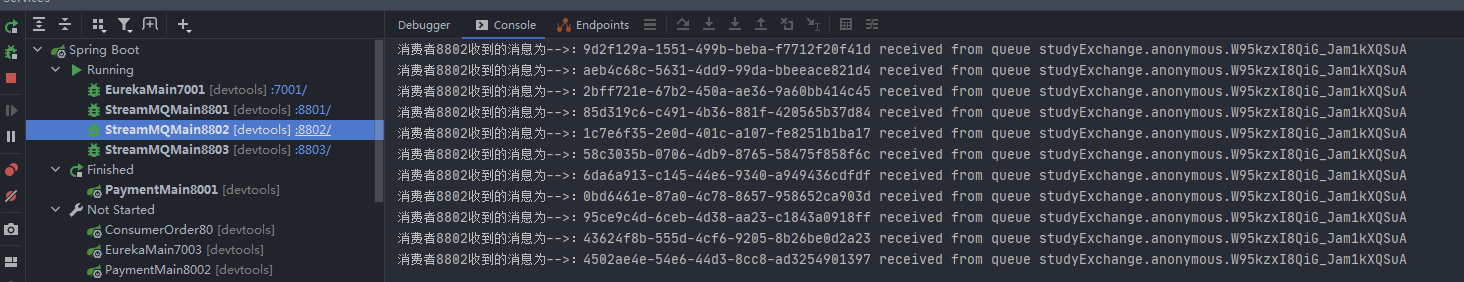 Services
Debugger
Console
Endpoints
Spring Boot
Running
EurekaMain7001 [devtools] :7001/
StreamMQMain8801 [devtools] :8801/
StreamMQMain8802 [devtools] :8802/
StreamMQMain8803 [devtools] :8803/
Finished
PaymentMain8001 [devtools]
Not Started
ConsumerOrder80 [devtools]
EurekaMain7003 [devtools]
PaymentMain8002 [devtools]
消费者8802收到的消息为-->: 9d2f129a-1551-499b-beba-f7712f20f41d received from queue studyExchange.anonymous.W95kzxI8QiG_Jam1kXQSuA
消费者8802收到的消息为-->: aeb4c68c-5631-4dd9-99da-bbeeace821d4 received from queue studyExchange.anonymous.W95kzxI8QiG_Jam1kXQSuA
消费者8802收到的消息为-->: 2bff721e-67b2-450a-ae36-9a60bb414c45 received from queue studyExchange.anonymous.W95kzxI8QiG_Jam1kXQSuA
消费者8802收到的消息为-->: 85d319c6-c491-4b36-881f-420565b37d84 received from queue studyExchange.anonymous.W95kzxI8QiG_Jam1kXQSuA
消费者8802收到的消息为-->: 1c7e6f35-2e0d-401c-a107-fe8251b1ba17 received from queue studyExchange.anonymous.W95kzxI8QiG_Jam1kXQSuA
消费者8802收到的消息为-->: 58c3035b-0706-4db9-8765-58475f858f6c received from queue studyExchange.anonymous.W95kzxI8QiG_Jam1kXQSuA
消费者8802收到的消息为-->: 6da6a913-c145-44e6-9340-a949436cdfdf received from queue studyExchange.anonymous.W95kzxI8QiG_Jam1kXQSuA
消费者8802收到的消息为-->: 0bd6461e-87a0-4c78-8657-958652ca903d received from queue studyExchange.anonymous.W95kzxI8QiG_Jam1kXQSuA
消费者8802收到的消息为-->: 95ce9c4d-6ceb-4d38-aa23-c1843a0918ff received from queue studyExchange.anonymous.W95kzxI8QiG_Jam1kXQSuA
消费者8802收到的消息为-->: 43624f8b-555d-4cf6-9205-8b26be0d2a23 received from queue studyExchange.anonymous.W95kzxI8QiG_Jam1kXQSuA
消费者8802收到的消息为-->: 4502ae4e-54e6-44d3-8cc8-ad3254901397 received from queue studyExchange.anonymous.W95kzxI8QiG_Jam1kXQSuA